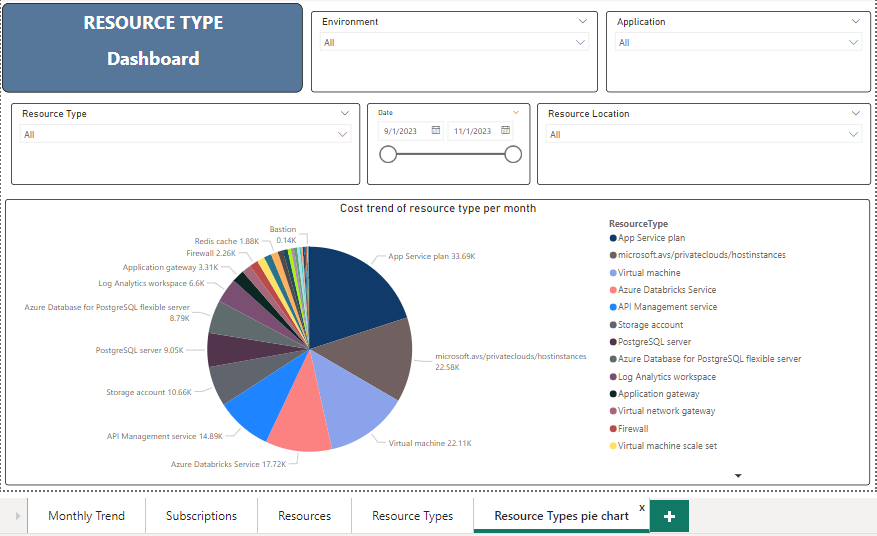 RESOURCE TYPE
Dashboard
Environment
All
Application
All
Resource Type
All
Date
9/1/2023
11/1/2023
Resource Location
All
Cost trend of resource type per month
Bastion
0.14K
Redis cache 1.88K
Firewall 2.26K
Application gateway 3.31K
Log Analytics workspace 6.6K
Azure Database for PostgreSQL flexible server
8.79K
PostgreSQL server 9.05K
Storage account 10.66K
API Management service 14.89K
Azure Databricks Service 17.72K
App Service plan 33.69K
microsoft.avs/privateclouds/hostinstances
22.58K
Virtual machine 22.11K
ResourceType
App Service plan
microsoft.avs/privateclouds/hostinstances
Virtual machine
Azure Databricks Service
API Management service
Storage account
PostgreSQL server
Azure Database for PostgreSQL flexible server
Log Analytics workspace
Application gateway
Virtual network gateway
Firewall
Virtual machine scale set
Monthly Trend
Subscriptions
Resources
Resource Types
Resource Types pie chart
x
+